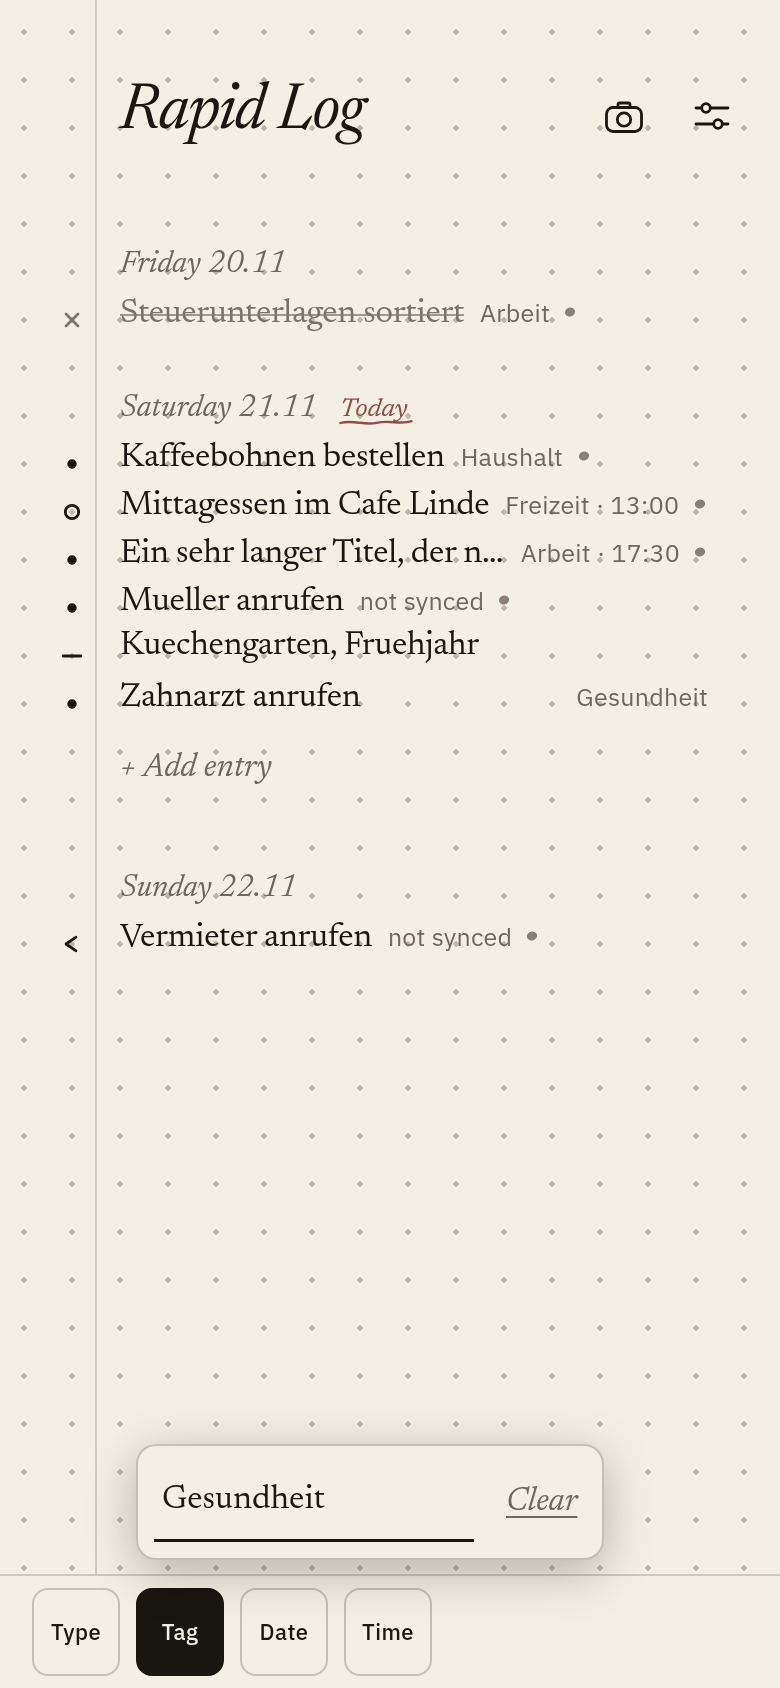 Rapid Log
Friday 20.11
Steuerunterlagen sortiert Arbeit
Saturday 21.11 Today
Kaffeebohnen bestellen Haushalt
Mittagessen im Cafe Linde Freizeit · 13:00
Ein sehr langer Titel, der n... Arbeit · 17:30
Mueller anrufen not synced
Kuechengarten, Fruehjahr
Zahnarzt anrufen Gesundheit
+ Add entry
Sunday 22.11
Vermieter anrufen not synced
Gesundheit Clear
Type Tag Date Time